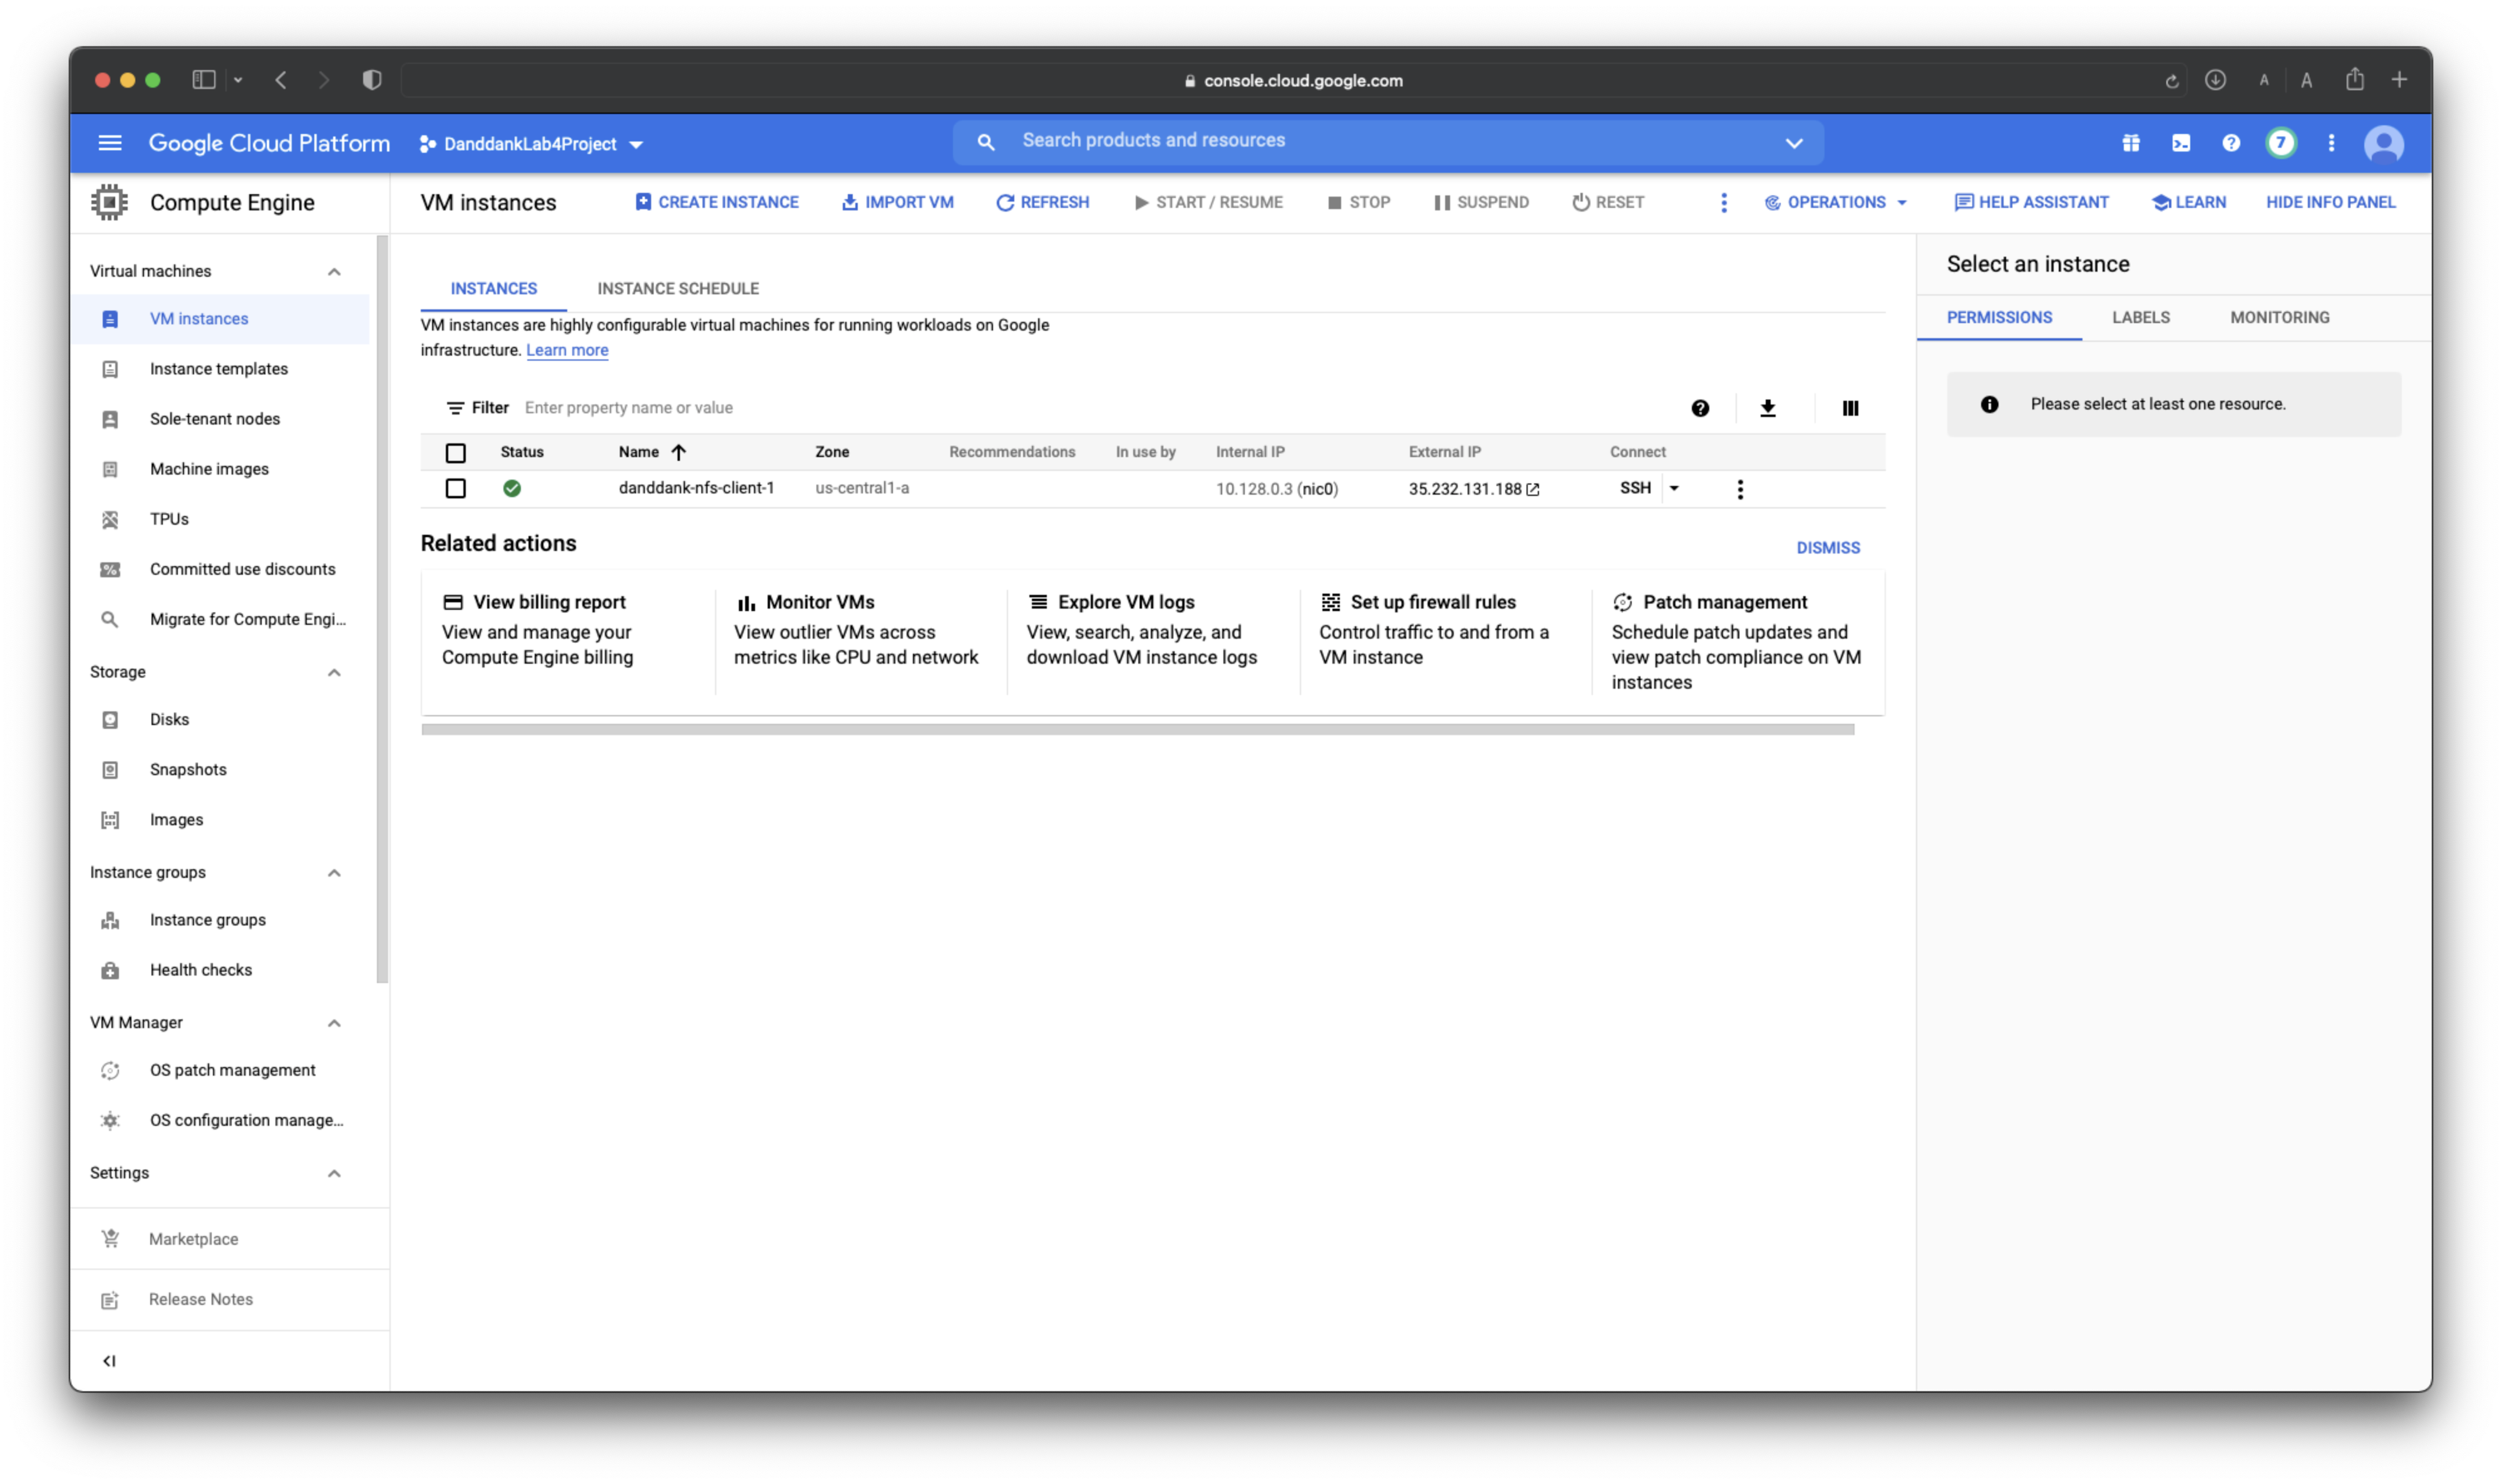 console.cloud.google.com
A A
Google Cloud Platform DanddankLab4Project Search products and resources 7
Compute Engine
VM instances CREATE INSTANCE IMPORT VM REFRESH START / RESUME STOP SUSPEND RESET OPERATIONS HELP ASSISTANT LEARN HIDE INFO PANEL
Virtual machines
VM instances
Instance templates
Sole-tenant nodes
Machine images
TPUs
Committed use discounts
Migrate for Compute Engi...
Storage
Disks
Snapshots
Images
Instance groups
Instance groups
Health checks
VM Manager
OS patch management
OS configuration manage...
Settings
Marketplace
Release Notes
INSTANCES INSTANCE SCHEDULE
VM instances are highly configurable virtual machines for running workloads on Google
infrastructure. Learn more
Filter Enter property name or value
Status Name Zone Recommendations In use by Internal IP External IP Connect
danddank-nfs-client-1 us-central1-a 10.128.0.3 (nic0) 35.232.131.188 SSH
Related actions
DISMISS
View billing report
View and manage your
Compute Engine billing
Monitor VMs
View outlier VMs across
metrics like CPU and network
Explore VM logs
View, search, analyze, and
download VM instance logs
Set up firewall rules
Control traffic to and from a
VM instance
Patch management
Schedule patch updates and
view patch compliance on VM
instances
Select an instance
PERMISSIONS LABELS MONITORING
Please select at least one resource.